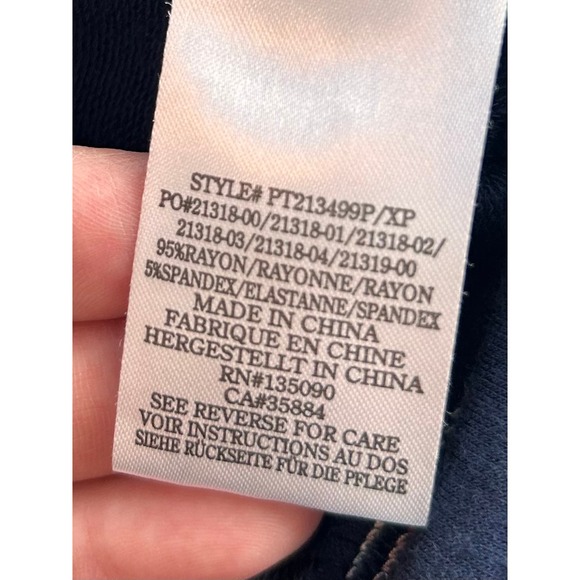 STYLE# PT213499P/XP
PO#21318-00/21318-01/21318-02/
21318-03/21318-04/21319-00
95%RAYON/RAYONNE/RAYON
5%SPANDEX/ELASTANNE/SPANDEX
MADE IN CHINA
FABRIQUE EN CHINE
HERGESTELLT IN CHINA
RN#135090
CA#35884
SEE REVERSE FOR CARE
VOIR INSTRUCTIONS AU DOS
SIEHE RÜCKSEITE FÜR DIE PFLEGE